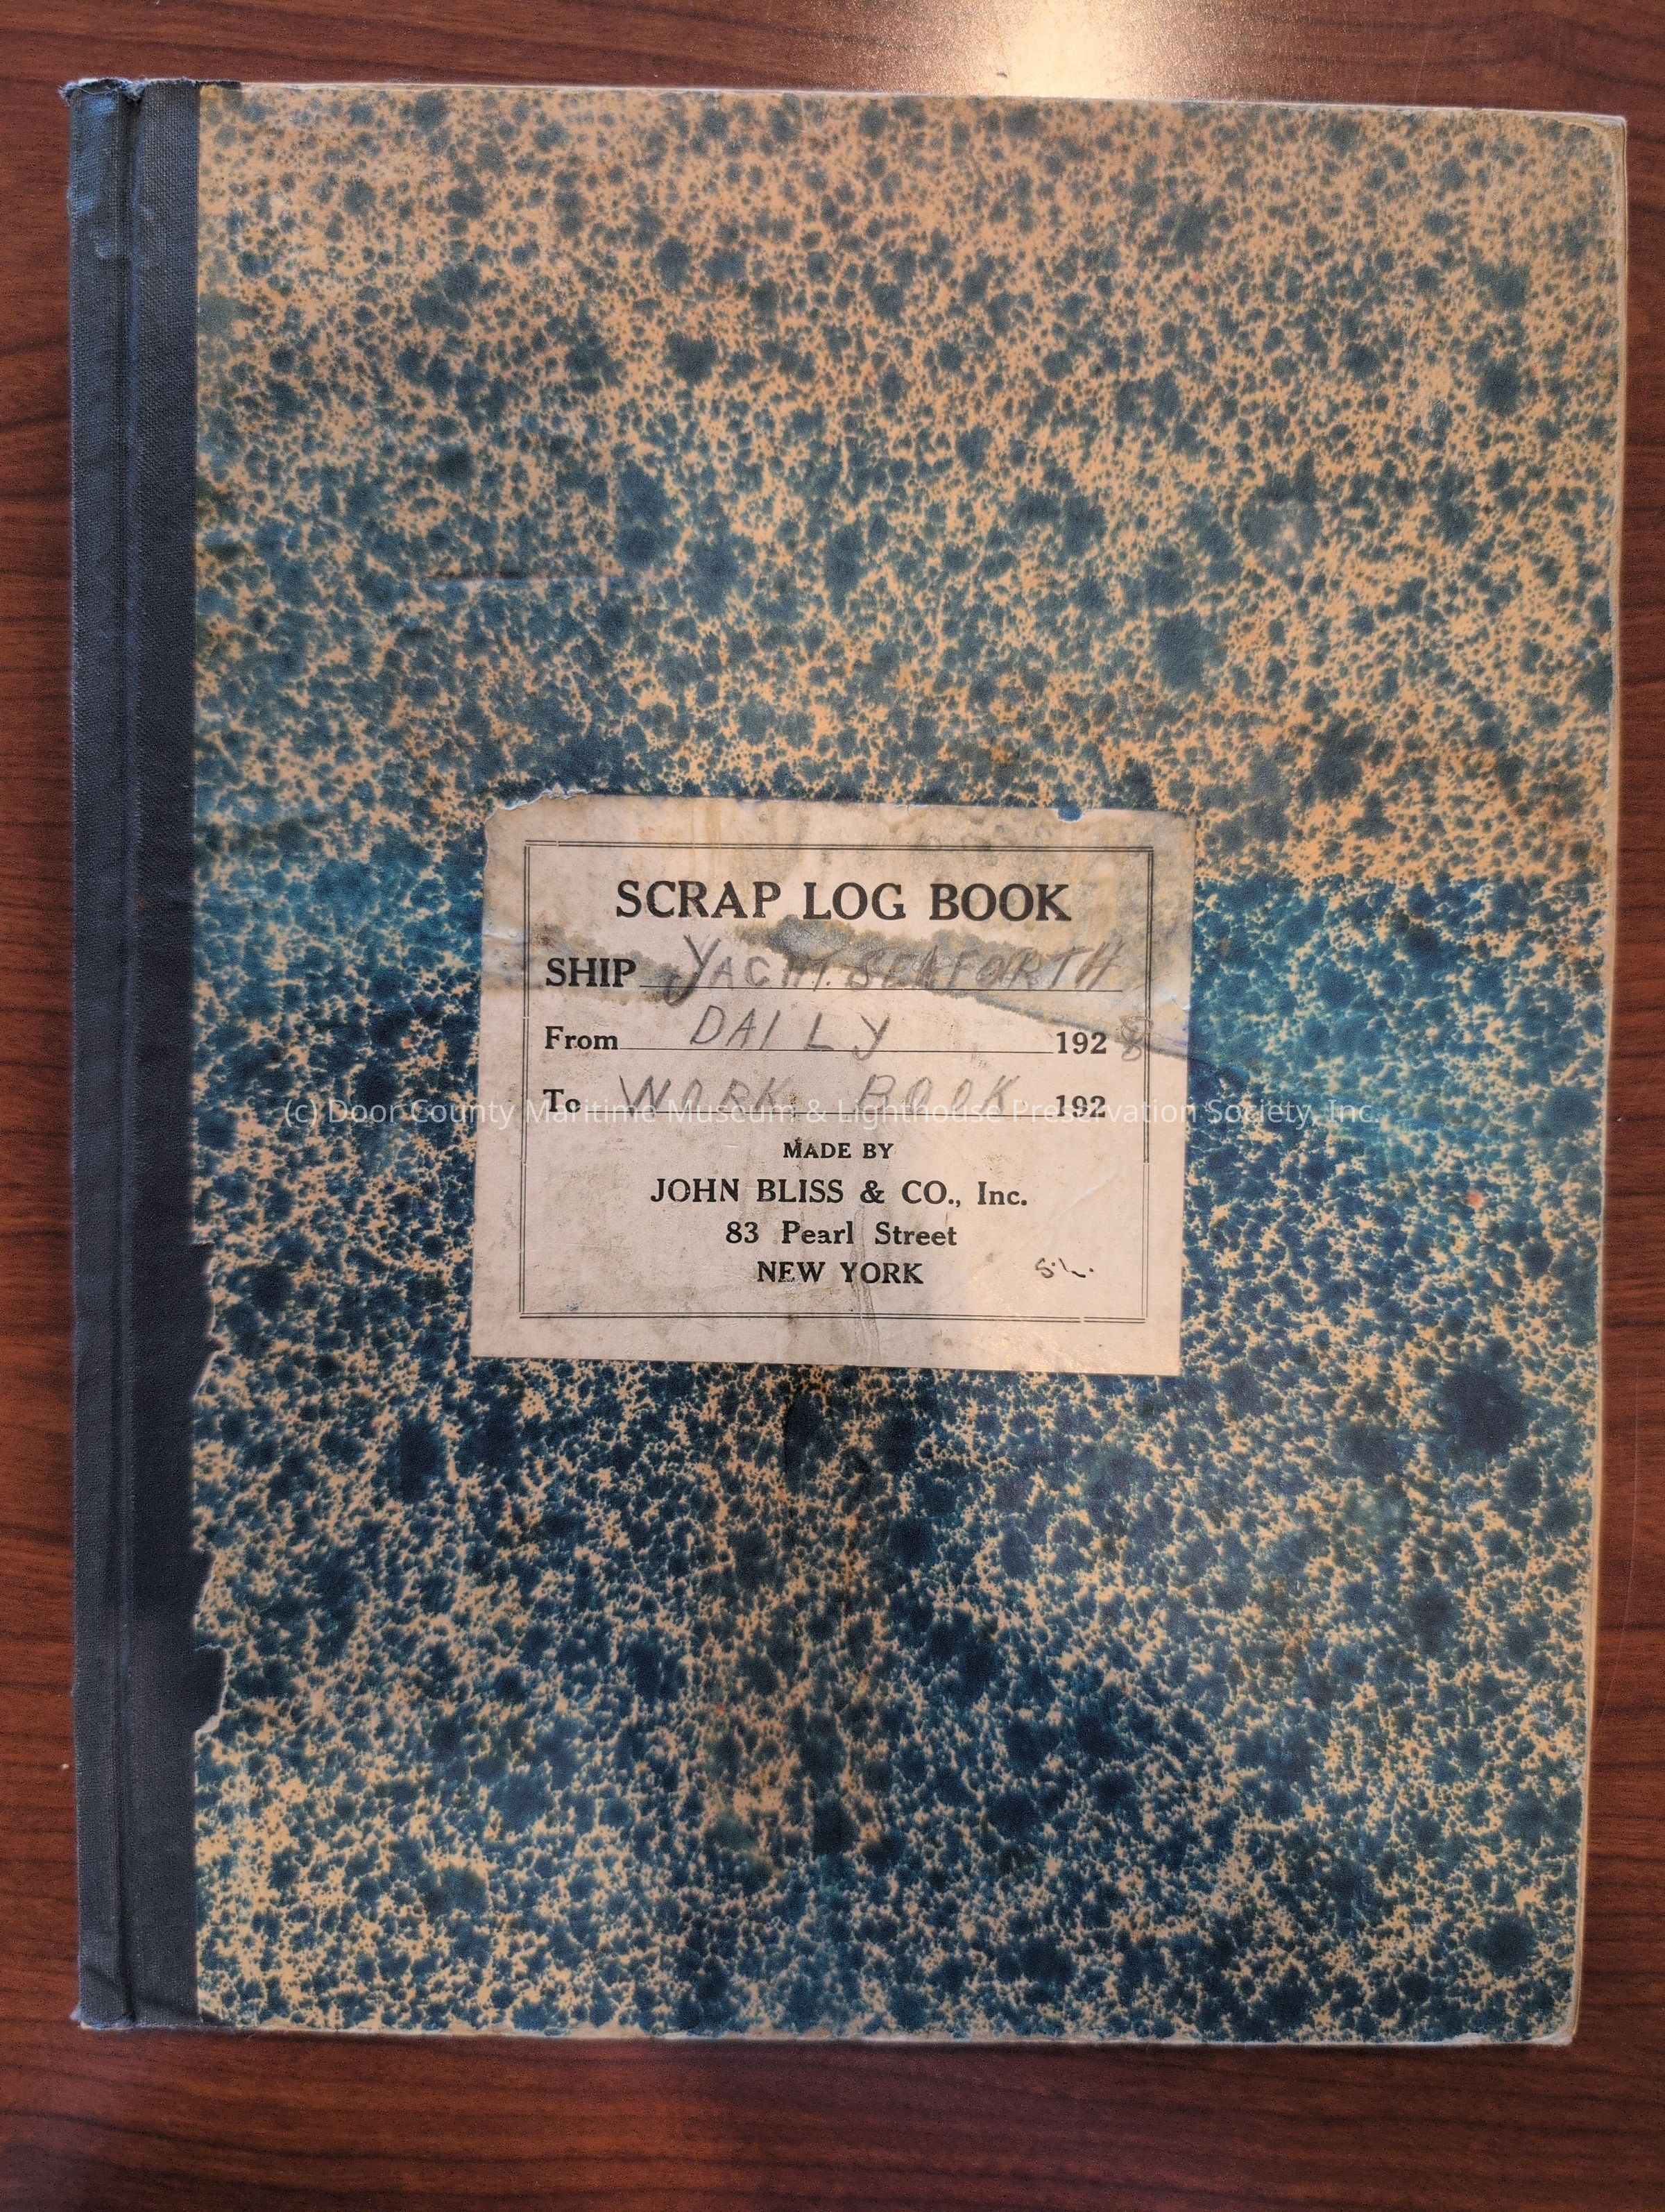 SCRAP LOG BOOK
SHIP YACHT. SEAFORTH
From DAILY 1928
To WORK BOOK 192
(c) Door County Maritime Museum & Lighthouse Preservation Society, Inc.
MADE BY
JOHN BLISS & CO., Inc.
83 Pearl Street
NEW YORK S.L.